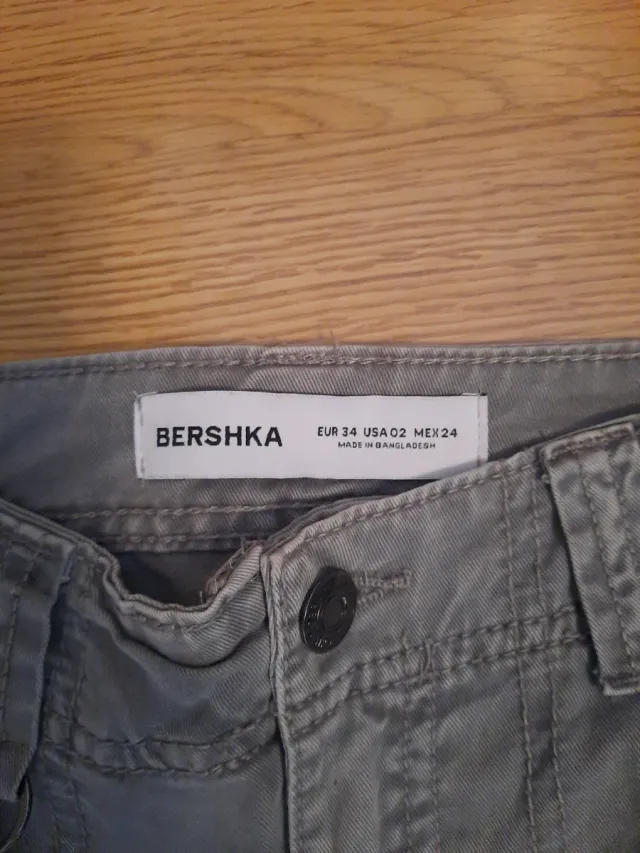 BERSHKA
EUR 34 USA 02 MEX 24
MADE IN BANGLADESH